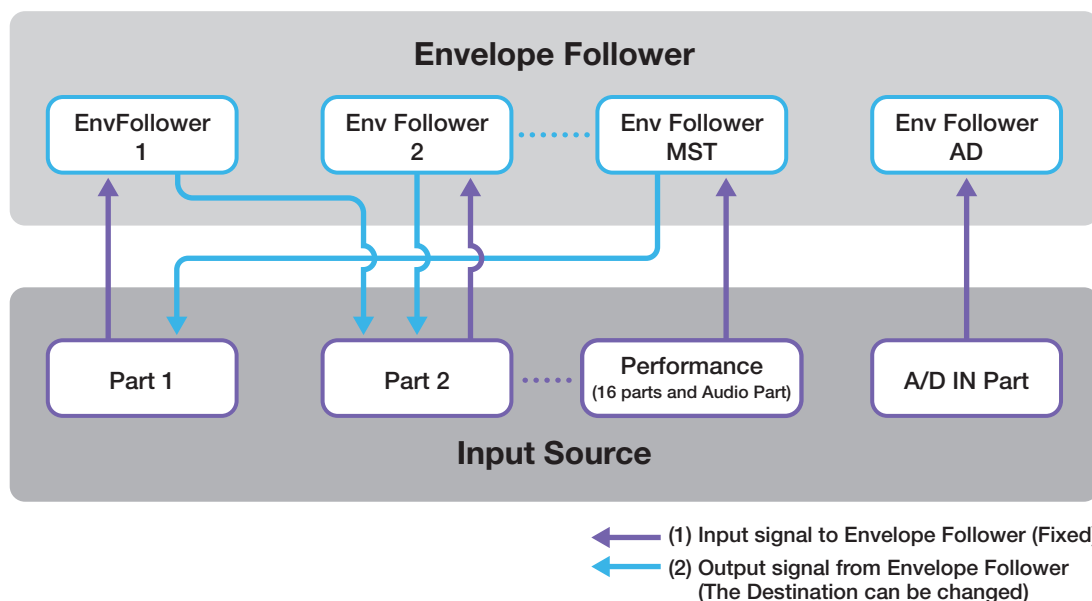 Envelope Follower
EnvFollower
1
Env Follower
2
Env Follower
MST
Env Follower
AD
Part 1
Part 2
Performance
(16 parts and Audio Part)
A/D IN Part
Input Source
(1) Input signal to Envelope Follower (Fixed
(2) Output signal from Envelope Follower
(The Destination can be changed)